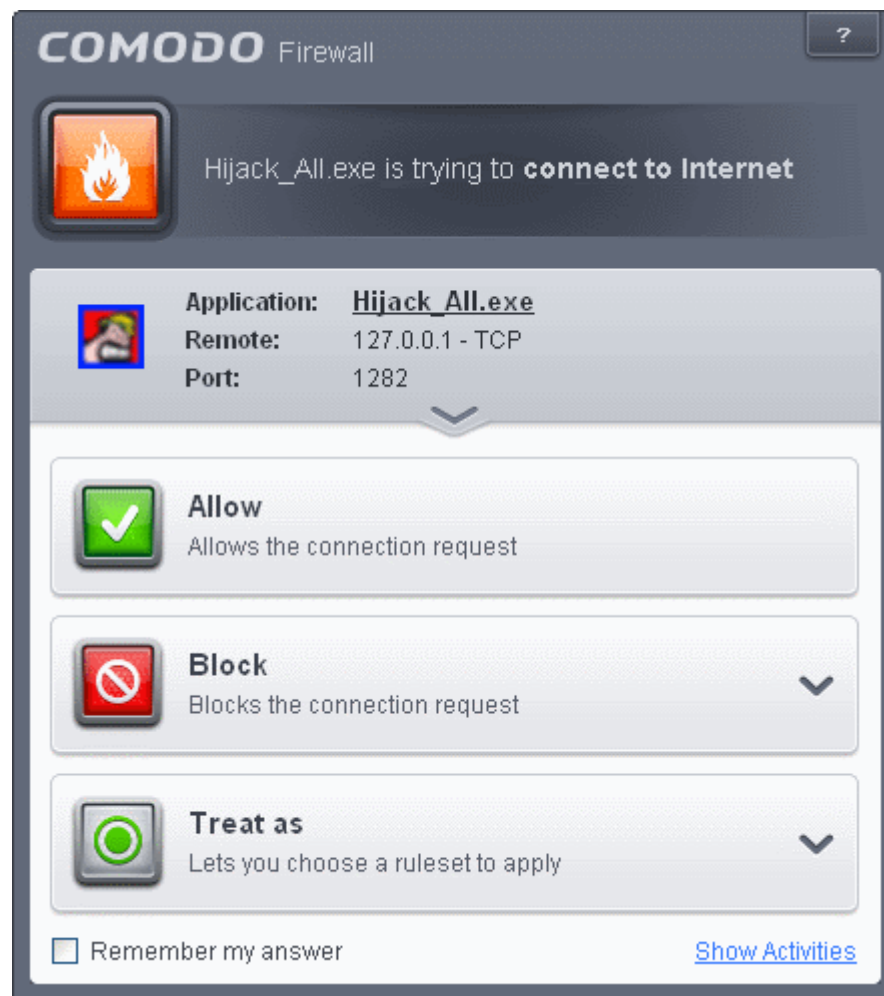 COMODO Firewall
?
Hijack_All.exe is trying to connect to Internet
Application: Hijack_All.exe
Remote: 127.0.0.1 - TCP
Port: 1282
Allow
Allows the connection request
Block
Blocks the connection request
Treat as
Lets you choose a ruleset to apply
Remember my answer
Show Activities